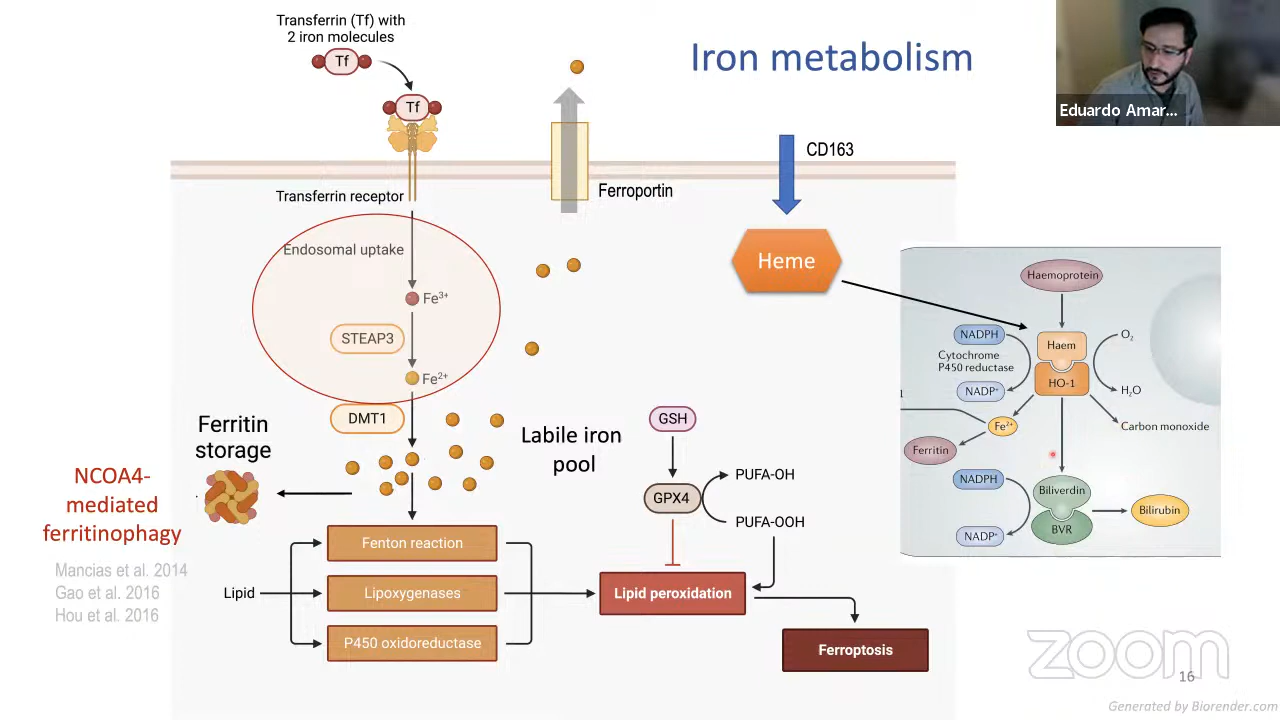 Transferrin (Tf) with
2 iron molecules
Tf
Tf
Iron metabolism
Eduardo Amar...
CD163
Transferrin receptor
Ferroportin
Endosomal uptake
Fe3+
STEAP3
Fe2+
DMT1
Heme
Haemoprotein
NADPH
Cytochrome
P450 reductase
NADP+
Haem
HO-1
O2
H2O
Fe2+
Carbon monoxide
Ferritin
NADPH
NADP+
Biliverdin
BVR
Bilirubin
Ferritin
storage
Labile iron
pool
GSH
GPX4
PUFA-OH
PUFA-OOH
NCOA4-
mediated
ferritinophagy
Mancias et al. 2014
Gao et al. 2016
Hou et al. 2016
Lipid
Fenton reaction
Lipoxygenases
P450 oxidoreductase
Lipid peroxidation
Ferroptosis
zoom
16
Generated by Biorender.com